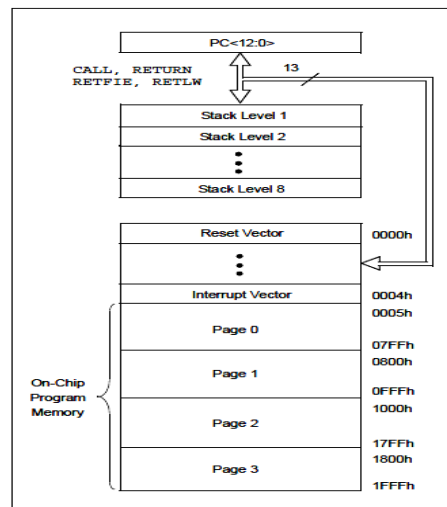 PC<12:0>
CALL, RETURN
RETFIE, RETLW
13
Stack Level 1
Stack Level 2
Stack Level 8
Reset Vector
0000h
Interrupt Vector
0004h
0005h
Page 0
07FFh
0800h
Page 1
On-Chip
Program
Memory
0FFFh
1000h
Page 2
17FFh
1800h
Page 3
1FFFh